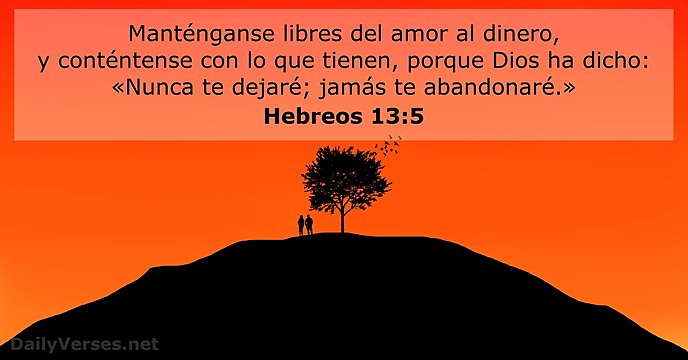 Manténganse libres del amor al dinero,
y conténtense con lo que tienen, porque Dios ha dicho:
«Nunca te dejaré; jamás te abandonaré.»
Hebreos 13:5
DailyVerses.net